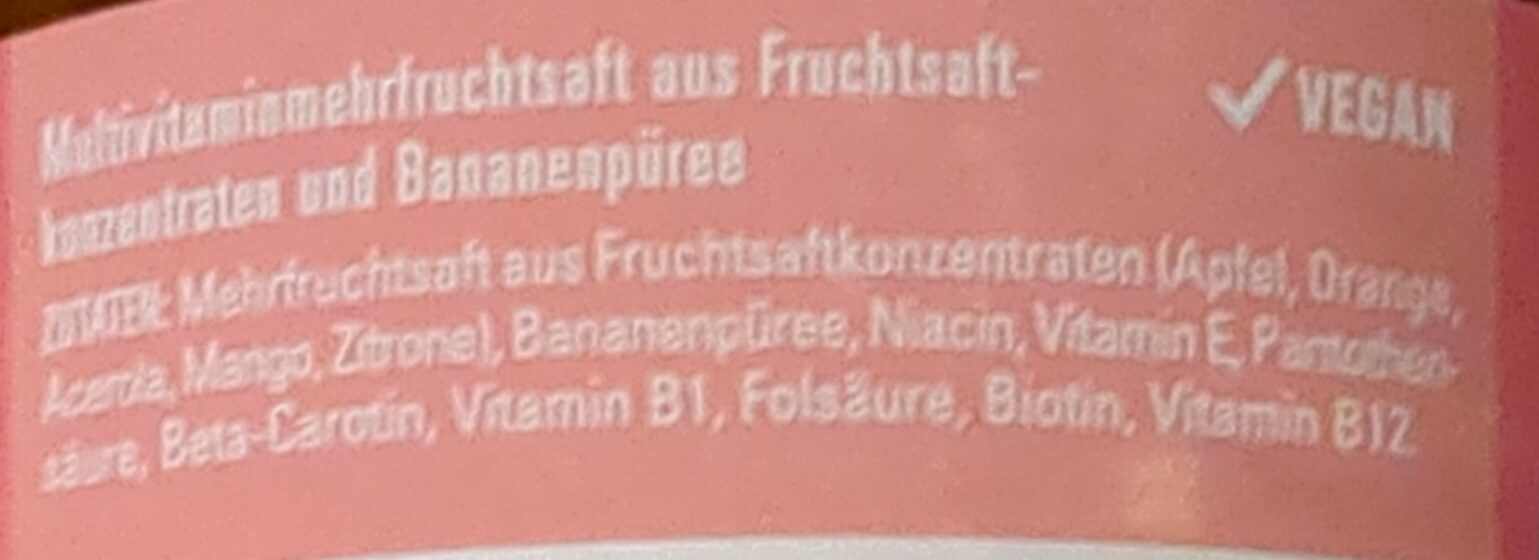 Multivitaminmehrfruchtsaft aus Fruchtsaft-
konzentraten und Bananenpüree
✓ VEGAN
ZUTATEN: Mehrfruchtsaft aus Fruchtsaftkonzentraten (Apfel, Orange,
Acerola, Mango, Zitrone), Bananenpüree, Niacin, Vitamin E, Pantothen-
säure, Beta-Carotin, Vitamin B1, Folsäure, Biotin, Vitamin B12